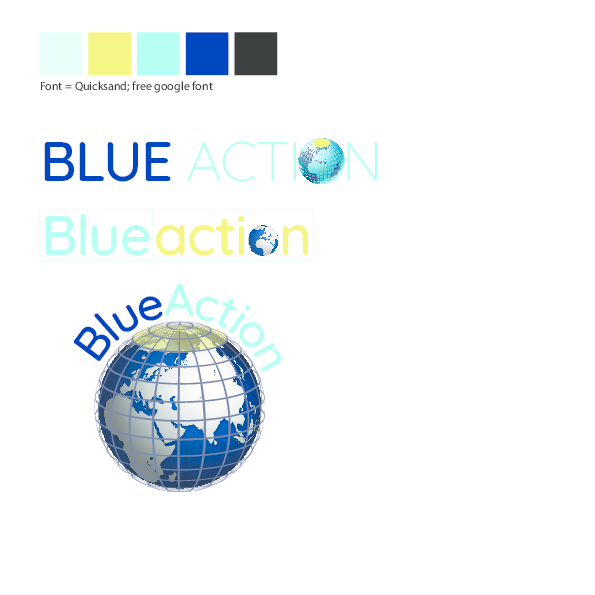 Font = Quicksand; free google font
BLUE ACTION
Blueaction
BlueAction